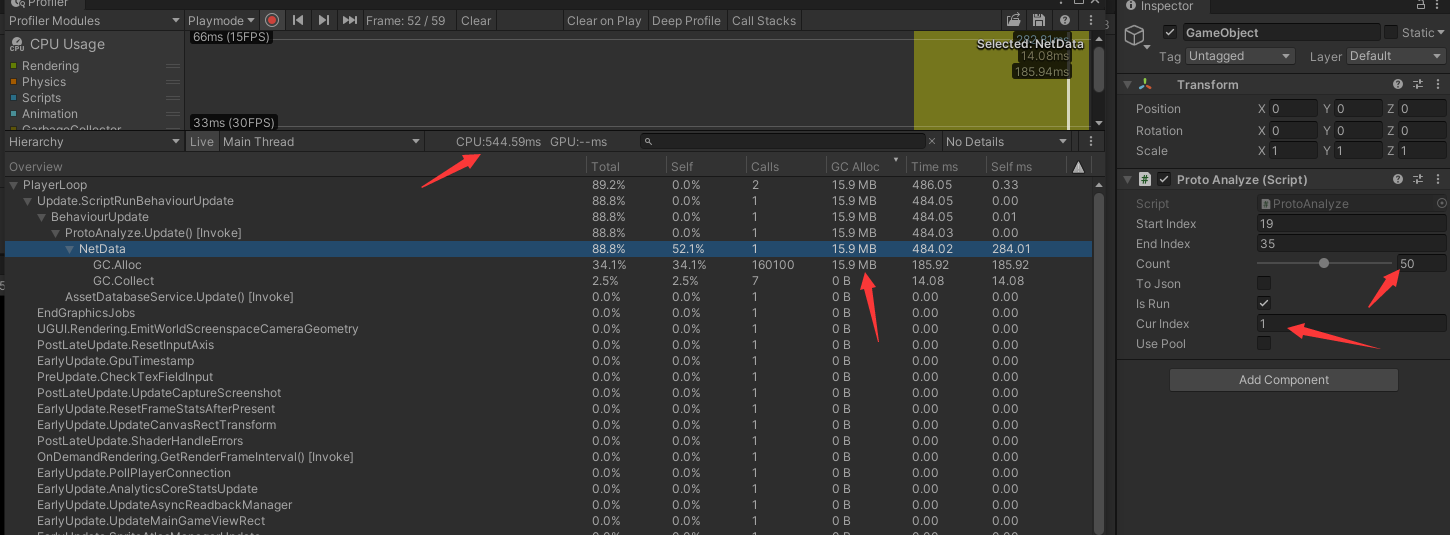 Profiler
Profiler Modules Playmode Frame: 52 / 59 Clear Clear on Play Deep Profile Call Stacks
CPU Usage
Rendering
Physics
Scripts
Animation
GarbageCollector
66ms (15FPS)
Selected: NetData
14.08ms
185.94ms
33ms (30FPS)
Hierarchy Live Main Thread CPU:544.59ms GPU:--ms No Details
Overview Total Self Calls GC Alloc Time ms Self ms
PlayerLoop 89.2% 0.0% 2 15.9 MB 486.05 0.33
Update.ScriptRunBehaviourUpdate 88.8% 0.0% 1 15.9 MB 484.05 0.00
BehaviourUpdate 88.8% 0.0% 1 15.9 MB 484.05 0.01
ProtoAnalyze.Update() [Invoke] 88.8% 0.0% 1 15.9 MB 484.03 0.00
NetData 88.8% 52.1% 1 15.9 MB 484.02 284.01
GC.Alloc 34.1% 34.1% 160100 15.9 MB 185.92 185.92
GC.Collect 2.5% 2.5% 7 0 B 14.08 14.08
AssetDatabaseService.Update() [Invoke] 0.0% 0.0% 1 0 B 0.00 0.00
EndGraphicsJobs 0.0% 0.0% 1 0 B 0.00 0.00
UGUI.Rendering.EmitWorldScreenspaceCameraGeometry 0.0% 0.0% 1 0 B 0.00 0.00
PostLateUpdate.ResetInputAxis 0.0% 0.0% 1 0 B 0.00 0.00
EarlyUpdate.GpuTimestamp 0.0% 0.0% 1 0 B 0.00 0.00
PreUpdate.CheckTexFieldInput 0.0% 0.0% 1 0 B 0.00 0.00
PostLateUpdate.UpdateCaptureScreenshot 0.0% 0.0% 1 0 B 0.00 0.00
EarlyUpdate.ResetFrameStatsAfterPresent 0.0% 0.0% 1 0 B 0.00 0.00
EarlyUpdate.UpdateCanvasRectTransform 0.0% 0.0% 1 0 B 0.00 0.00
PostLateUpdate.ShaderHandleErrors 0.0% 0.0% 1 0 B 0.00 0.00
OnDemandRendering.GetRenderFrameInterval() [Invoke] 0.0% 0.0% 1 0 B 0.00 0.00
EarlyUpdate.PollPlayerConnection 0.0% 0.0% 1 0 B 0.00 0.00
EarlyUpdate.AnalyticsCoreStatsUpdate 0.0% 0.0% 1 0 B 0.00 0.00
EarlyUpdate.UpdateAsyncReadbackManager 0.0% 0.0% 1 0 B 0.00 0.00
EarlyUpdate.UpdateMainGameViewRect 0.0% 0.0% 1 0 B 0.00 0.00
Inspector
GameObject Static
Tag Untagged Layer Default
Transform
Position X 0 Y 0 Z 0
Rotation X 0 Y 0 Z 0
Scale X 1 Y 1 Z 1
Proto Analyze (Script)
Script ProtoAnalyze
Start Index 19
End Index 35
Count 50
To Json
Is Run
Cur Index 1
Use Pool
Add Component